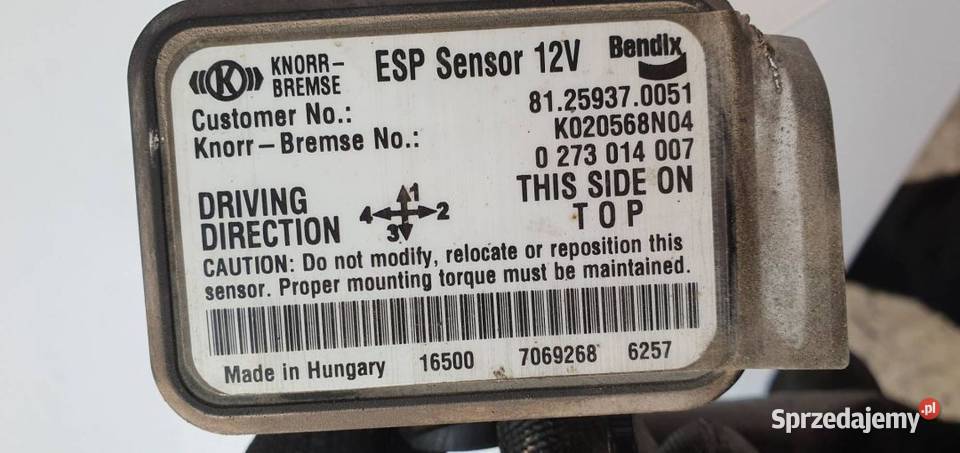 K KNORR-BREMSE ESP Sensor 12V Bendix
Customer No.: 81.25937.0051
Knorr-Bremse No.: K020568N04
0 273 014 007
DRIVING DIRECTION 1 2 3 4 THIS SIDE ON TOP
CAUTION: Do not modify, relocate or reposition this
sensor. Proper mounting torque must be maintained.
Made in Hungary 16500 7069268 6257
Sprzedajemy.pl